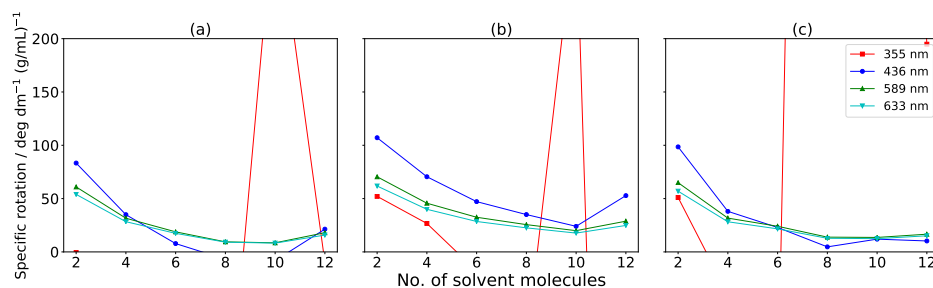 (a)
(b)
(c)
Specific rotation / deg dm⁻¹ (g/mL)⁻¹
200
150
100
50
0
2 4 6 8 10 12
2 4 6 8 10 12
2 4 6 8 10 12
No. of solvent molecules
355 nm
436 nm
589 nm
633 nm